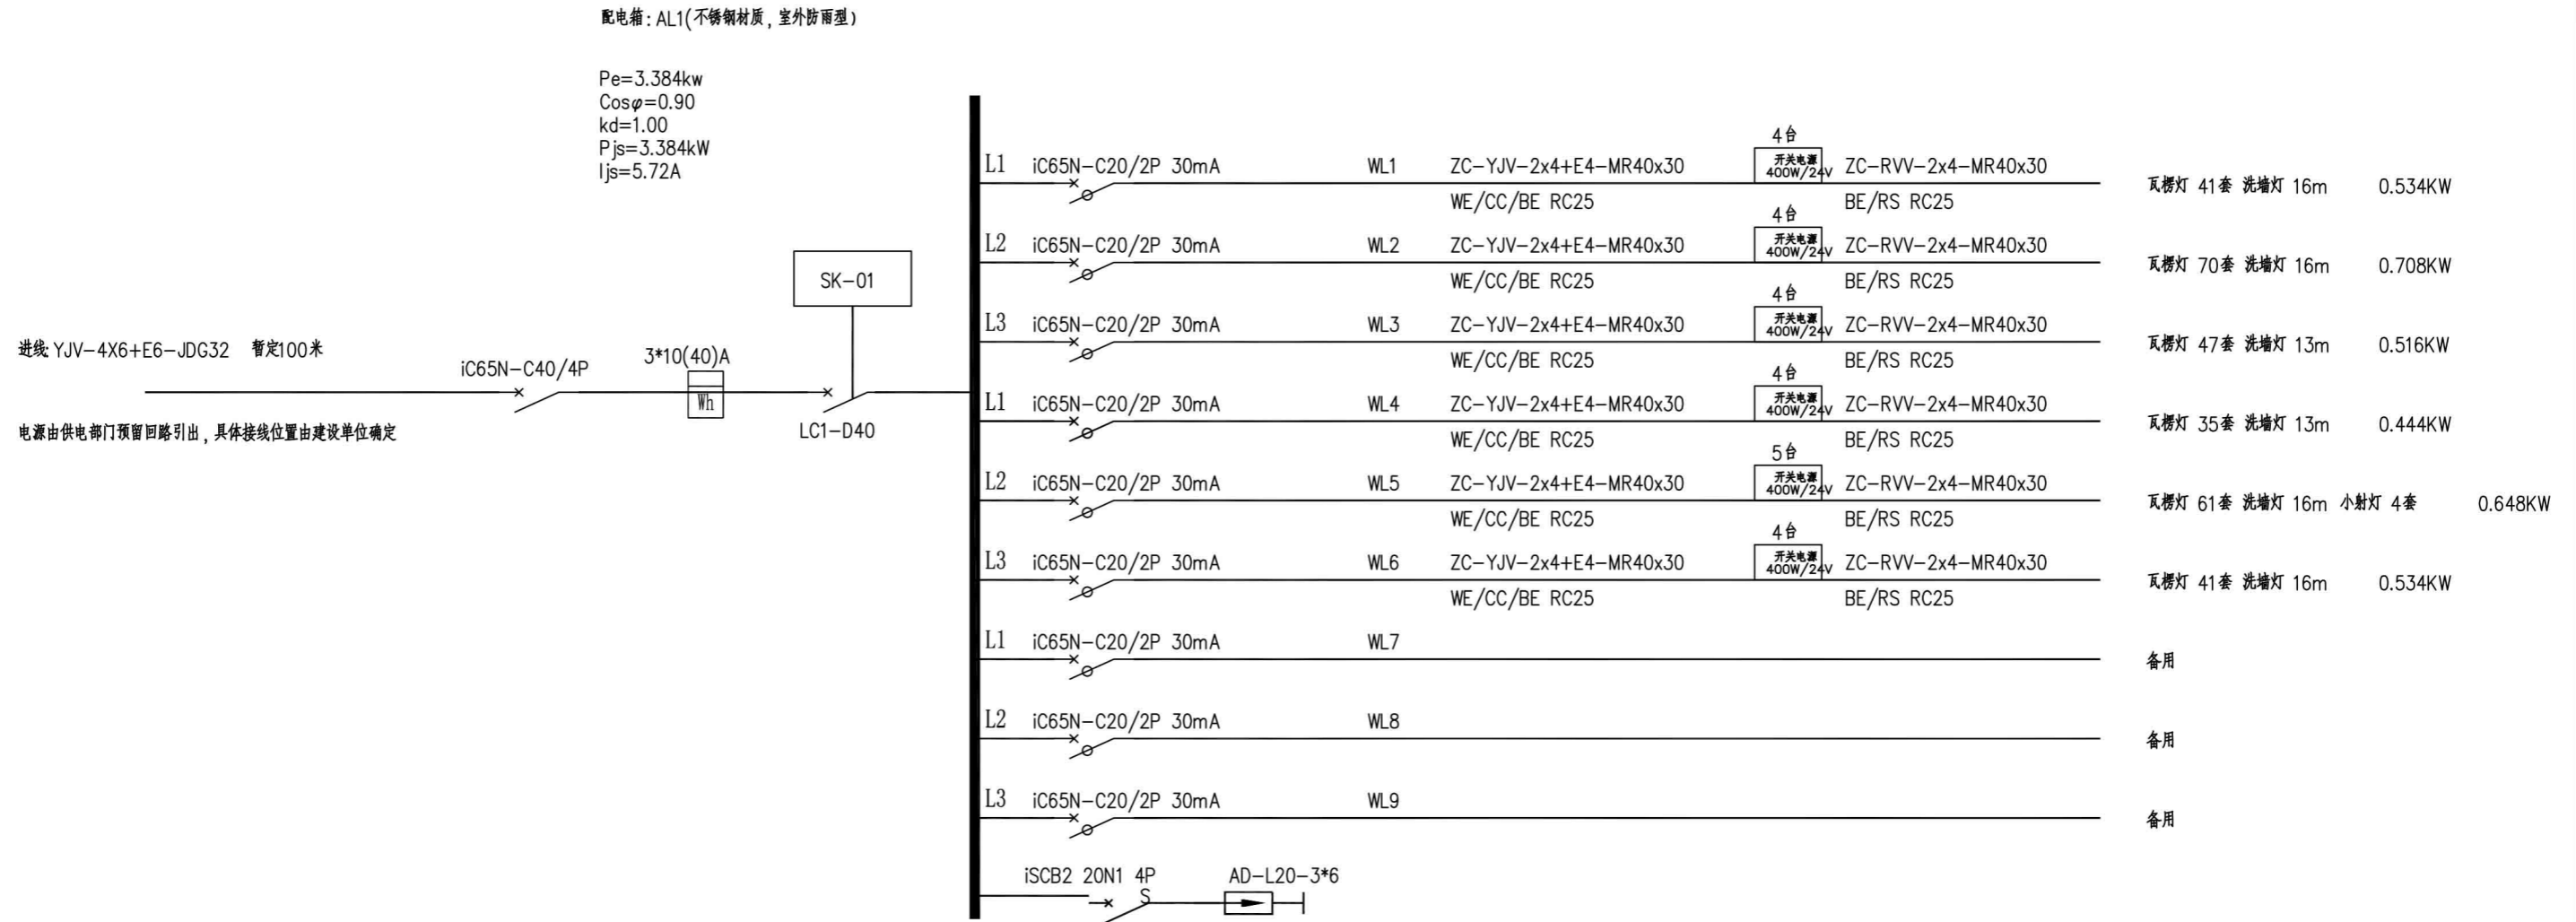 配电箱: AL1(不锈钢材质, 室外防雨型)
Pe=3.384kw
Cosφ=0.90
kd=1.00
Pjs=3.384kW
Ijs=5.72A
进线: YJV-4X6+E6-JDG32 暂定100米
电源由供电部门预留回路引出, 具体接线位置由建设单位确定
iC65N-C40/4P
3*10(40)A
Wh
SK-01
LC1-D40
4台
L1 iC65N-C20/2P 30mA WL1 ZC-YJV-2x4+E4-MR40x30 开关电源 ZC-RVV-2x4-MR40x30
400W/24V
瓦楞灯 41套 洗墙灯 16m 0.534KW
WE/CC/BE RC25 BE/RS RC25
4台
L2 iC65N-C20/2P 30mA WL2 ZC-YJV-2x4+E4-MR40x30 开关电源 ZC-RVV-2x4-MR40x30
400W/24V
瓦楞灯 70套 洗墙灯 16m 0.708KW
WE/CC/BE RC25 BE/RS RC25
4台
L3 iC65N-C20/2P 30mA WL3 ZC-YJV-2x4+E4-MR40x30 开关电源 ZC-RVV-2x4-MR40x30
400W/24V
瓦楞灯 47套 洗墙灯 13m 0.516KW
WE/CC/BE RC25 BE/RS RC25
4台
L1 iC65N-C20/2P 30mA WL4 ZC-YJV-2x4+E4-MR40x30 开关电源 ZC-RVV-2x4-MR40x30
400W/24V
瓦楞灯 35套 洗墙灯 13m 0.444KW
WE/CC/BE RC25 BE/RS RC25
5台
L2 iC65N-C20/2P 30mA WL5 ZC-YJV-2x4+E4-MR40x30 开关电源 ZC-RVV-2x4-MR40x30
400W/24V
瓦楞灯 61套 洗墙灯 16m 小射灯 4套 0.648KW
WE/CC/BE RC25 BE/RS RC25
4台
L3 iC65N-C20/2P 30mA WL6 ZC-YJV-2x4+E4-MR40x30 开关电源 ZC-RVV-2x4-MR40x30
400W/24V
瓦楞灯 41套 洗墙灯 16m 0.534KW
WE/CC/BE RC25 BE/RS RC25
L1 iC65N-C20/2P 30mA WL7 备用
L2 iC65N-C20/2P 30mA WL8 备用
L3 iC65N-C20/2P 30mA WL9 备用
iSCB2 20N1 4P AD-L20-3*6
S